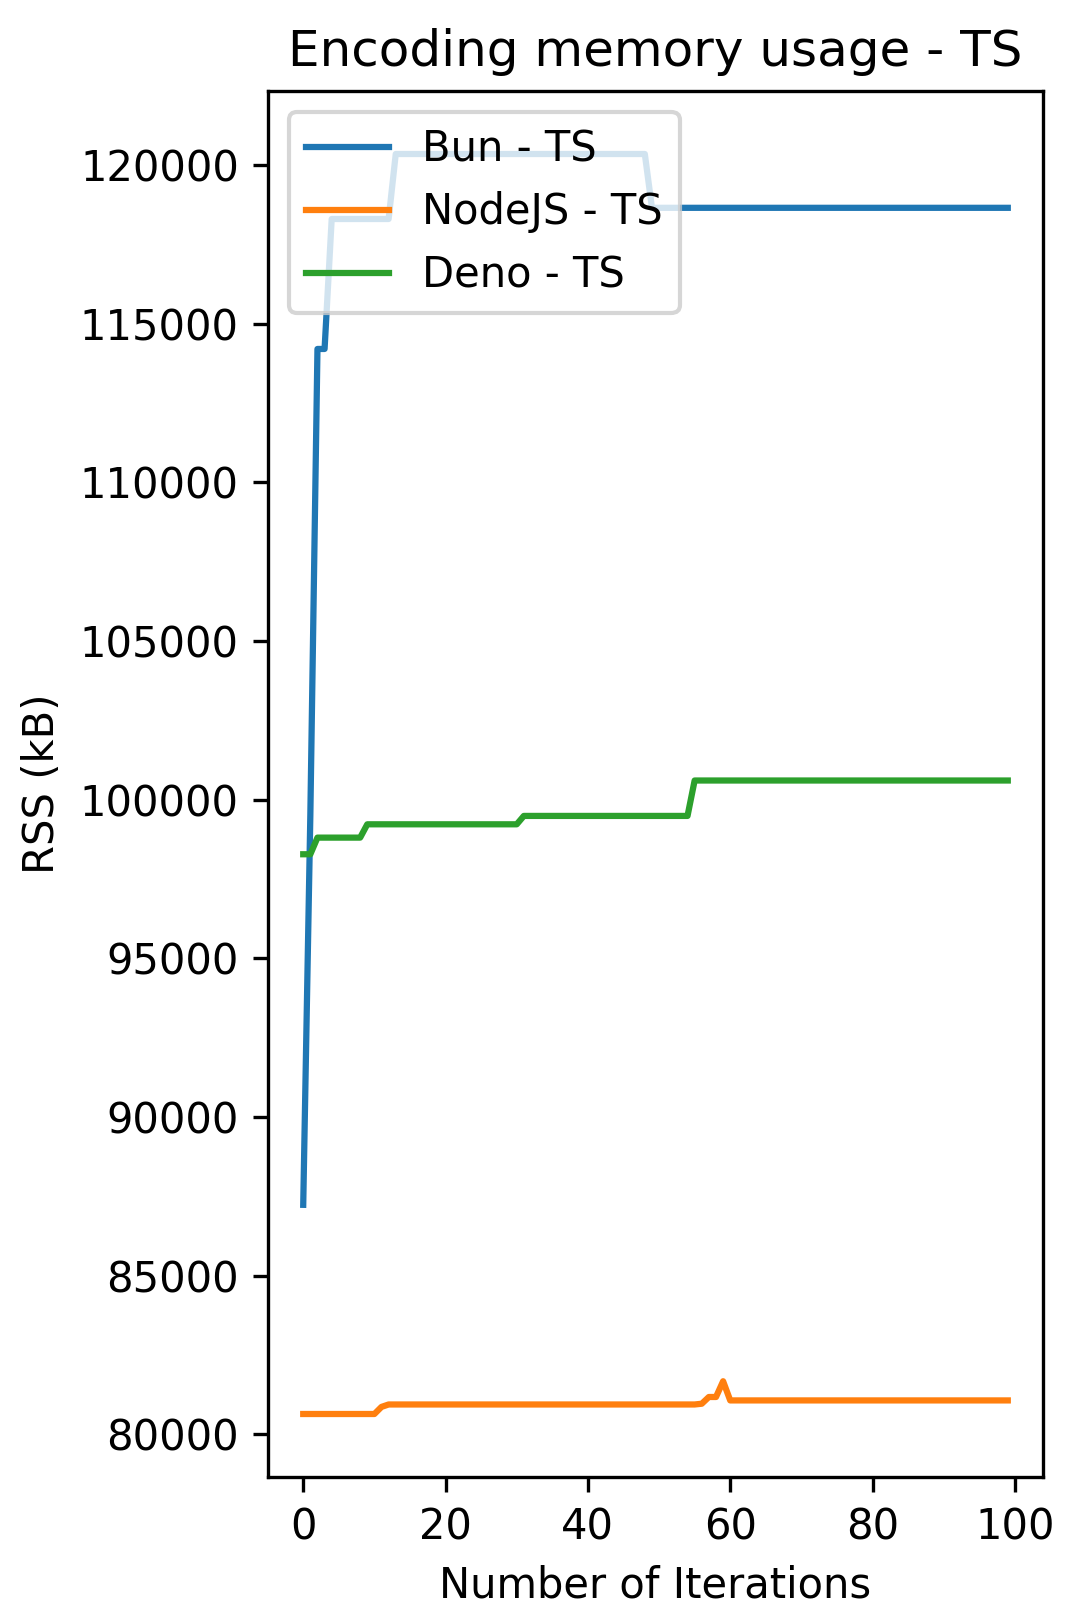 Encoding memory usage - TS
Bun - TS
NodeJS - TS
Deno - TS
120000
115000
110000
105000
100000
95000
90000
85000
80000
RSS (kB)
0 20 40 60 80 100
Number of Iterations